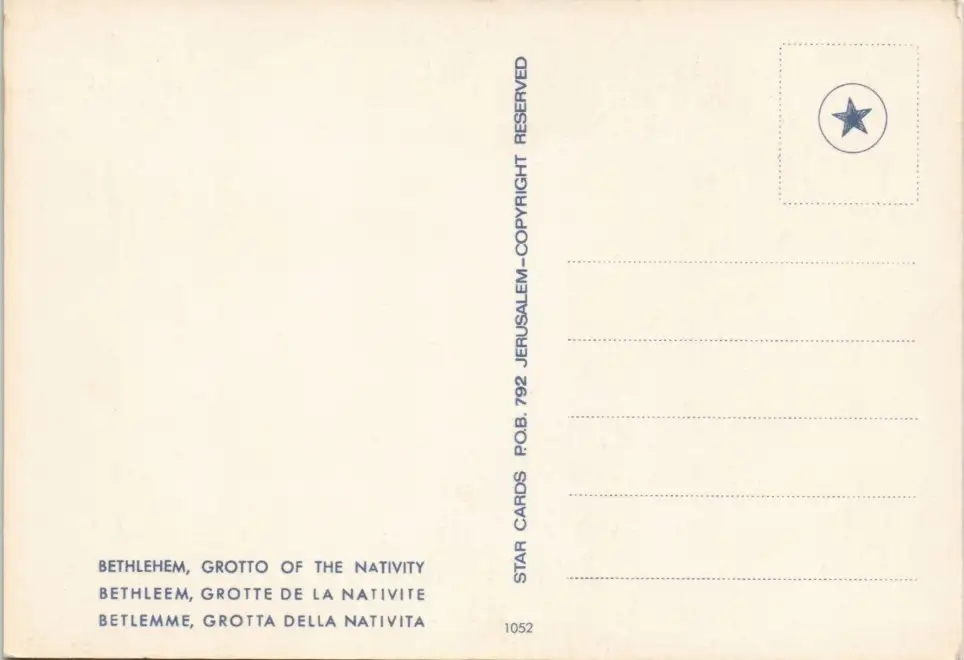 BETHLEHEM, GROTTO OF THE NATIVITY
BETHLEEM, GROTTE DE LA NATIVITE
BETLEMME, GROTTA DELLA NATIVITA
STAR CARDS P.O.B. 792 JERUSALEM-COPYRIGHT RESERVED
1052